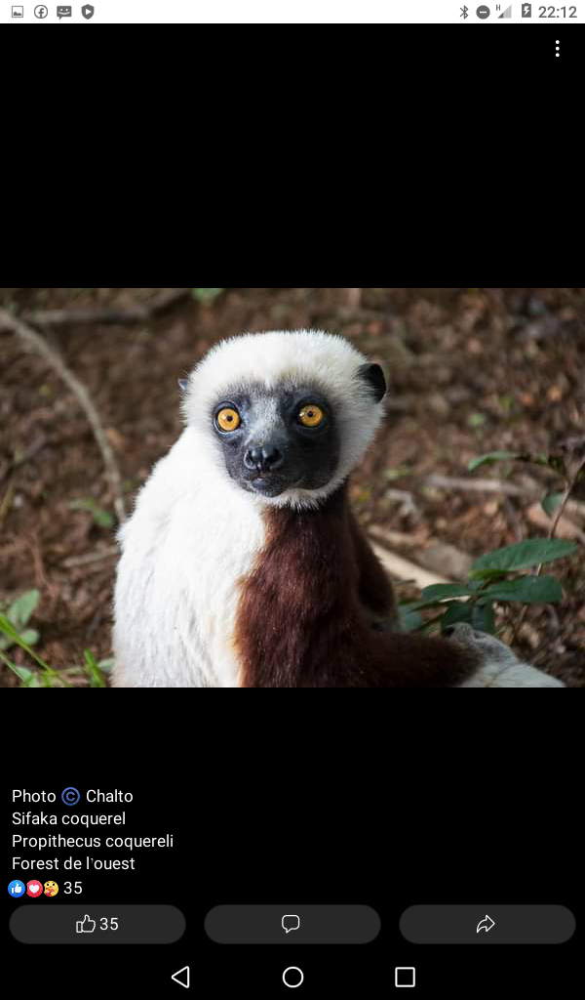 22:12
H
Photo © Chalto
Sifaka coquerel
Propithecus coquereli
Forest de l'ouest
35
35